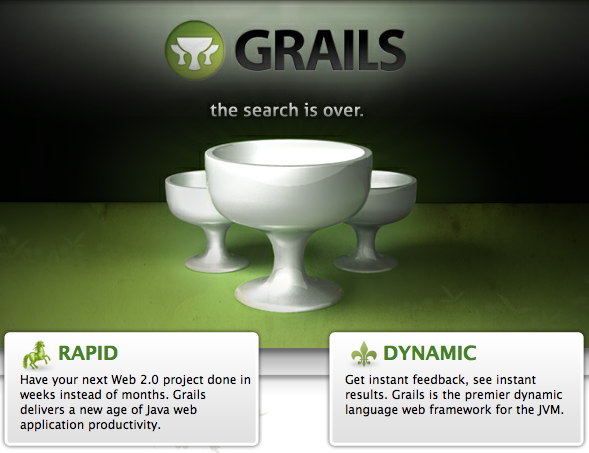 GRAILS
the search is over.
RAPID
Have your next Web 2.0 project done in
weeks instead of months. Grails
delivers a new age of Java web
application productivity.
DYNAMIC
Get instant feedback, see instant
results. Grails is the premier dynamic
language web framework for the JVM.